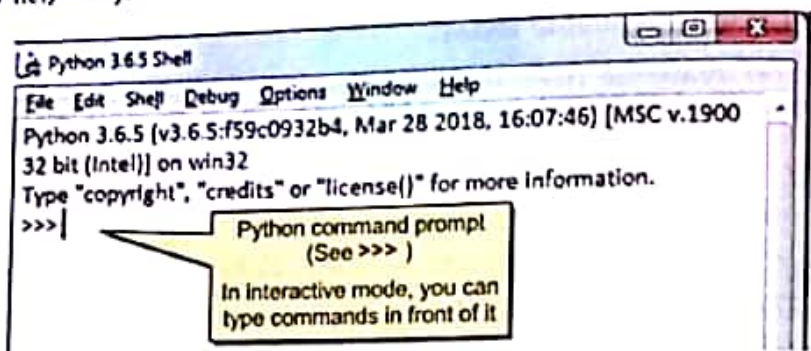 Python 3.6.5 Shell
File Edit Shell Debug Options Window Help
Python 3.6.5 (v3.6.5:f59c0932b4, Mar 28 2018, 16:07:46) [MSC v.1900
32 bit (Intel)] on win32
Type "copyright", "credits" or "license()" for more information.
>>>
Python command prompt
(See >>> )
In interactive mode, you can
type commands in front of it